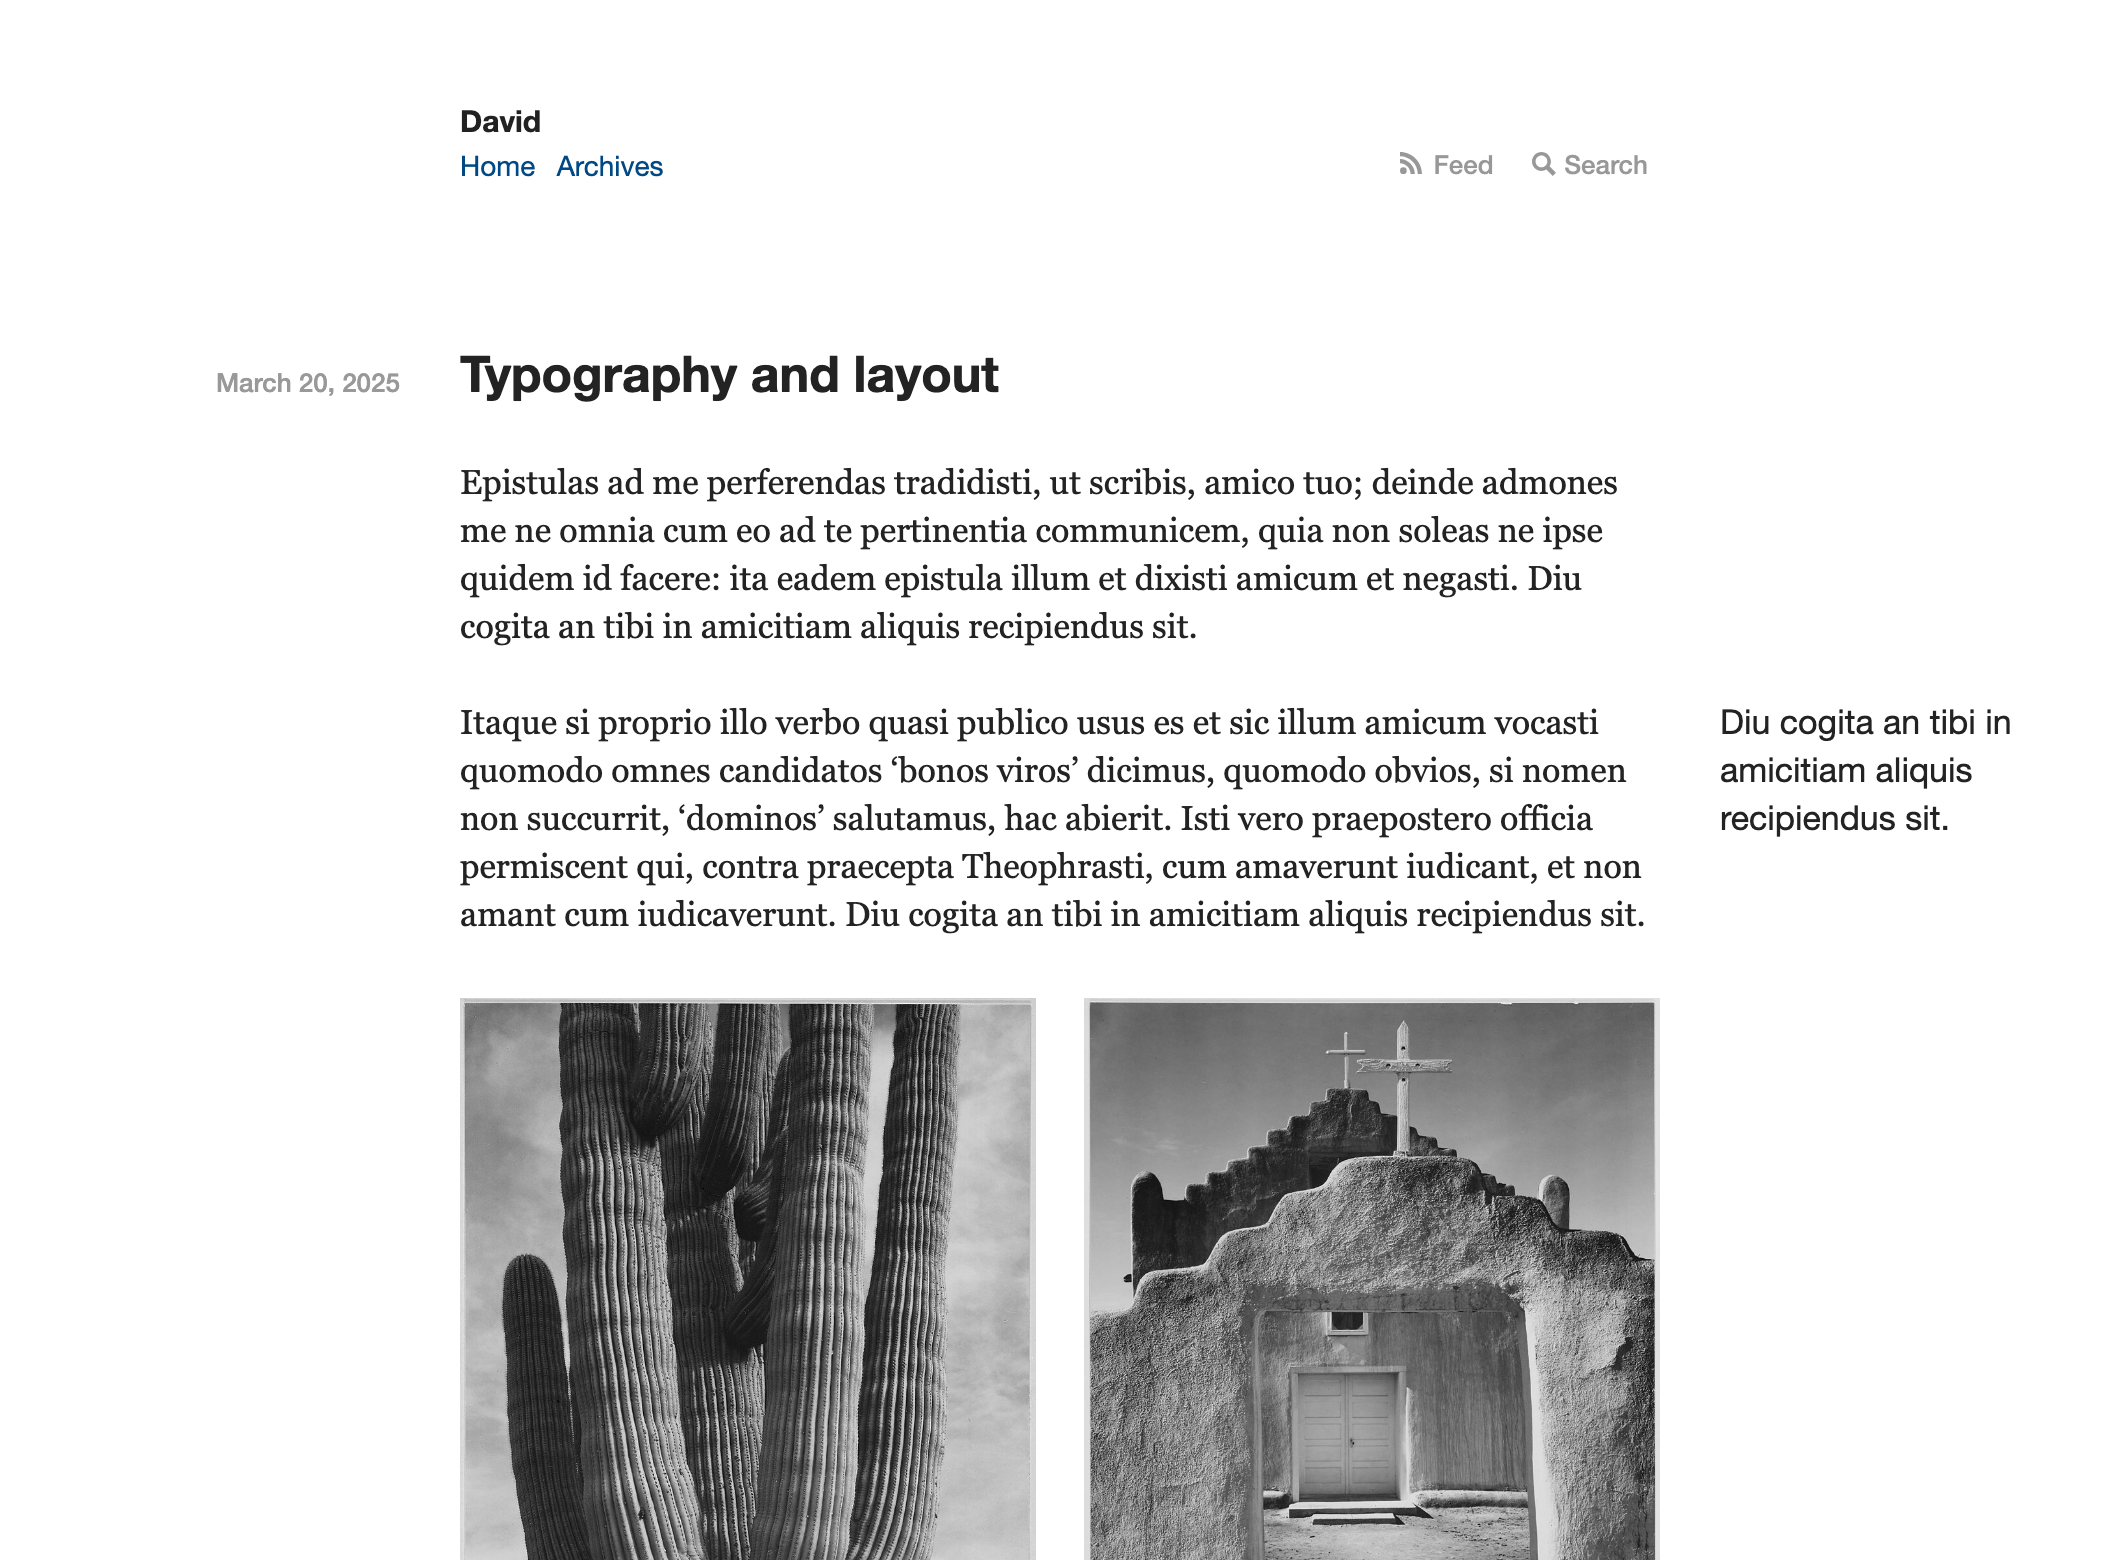 David
Home Archives
Feed Search
March 20, 2025
Typography and layout
Epistulas ad me perferendas tradidisti, ut scribis, amico tuo; deinde admones
me ne omnia cum eo ad te pertinentia communicem, quia non soleas ne ipse
quidem id facere: ita eadem epistula illum et dixisti amicum et negasti. Diu
cogita an tibi in amicitiam aliquis recipiendus sit.
Itaque si proprio illo verbo quasi publico usus es et sic illum amicum vocasti
quomodo omnes candidatos ‘bonos viros’ dicimus, quomodo obvios, si nomen
non succurrit, ‘dominos’ salutamus, hac abierit. Isti vero praepostero officia
permiscent qui, contra praecepta Theophrasti, cum amaverunt iudicant, et non
amant cum iudicaverunt. Diu cogita an tibi in amicitiam aliquis recipiendus sit.
Diu cogita an tibi in
amicitiam aliquis
recipiendus sit.